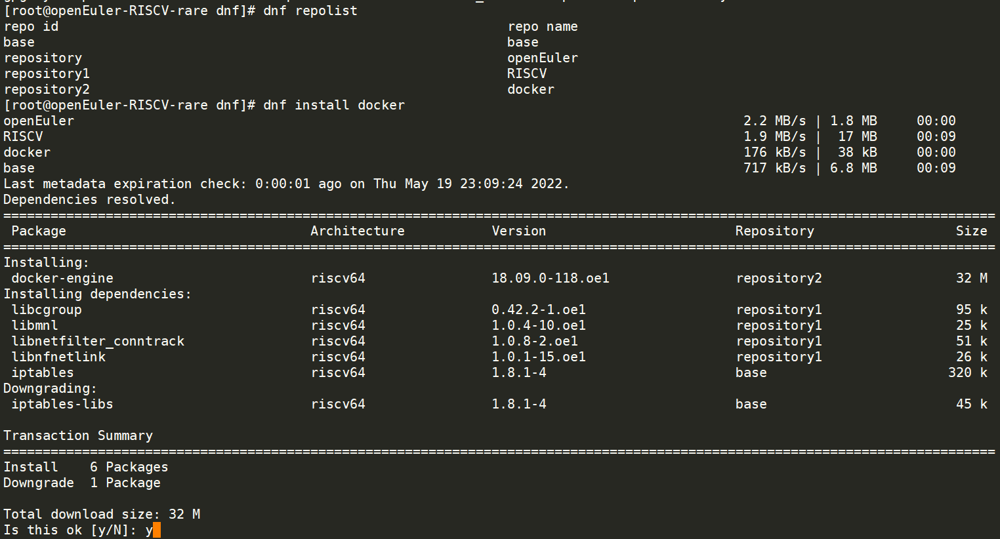 [root@openEuler-RISCV-rare dnf]# dnf repolist
repo id repo name
base base
repository openEuler
repository1 RISCV
repository2 docker
[root@openEuler-RISCV-rare dnf]# dnf install docker
openEuler 2.2 MB/s | 1.8 MB 00:00
RISCV 1.9 MB/s | 17 MB 00:09
docker 176 kB/s | 38 kB 00:00
base 717 kB/s | 6.8 MB 00:09
Last metadata expiration check: 0:00:01 ago on Thu May 19 23:09:24 2022.
Dependencies resolved.
==============================================================================================================================
Package Architecture Version Repository Size
==============================================================================================================================
Installing:
docker-engine riscv64 18.09.0-118.oe1 repository2 32 M
Installing dependencies:
libcgroup riscv64 0.42.2-1.oe1 repository1 95 k
libmnl riscv64 1.0.4-10.oe1 repository1 25 k
libnetfilter_conntrack riscv64 1.0.8-2.oe1 repository1 51 k
libnfnetlink riscv64 1.0.1-15.oe1 repository1 26 k
iptables riscv64 1.8.1-4 base 320 k
Downgrading:
iptables-libs riscv64 1.8.1-4 base 45 k
Transaction Summary
==============================================================================================================================
Install 6 Packages
Downgrade 1 Package
Total download size: 32 M
Is this ok [y/N]: y